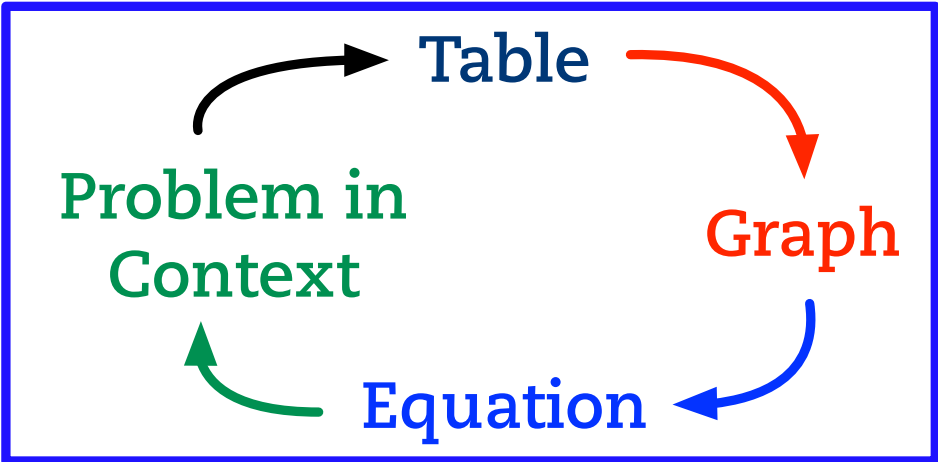 Table
Problem in
Context
Graph
Equation